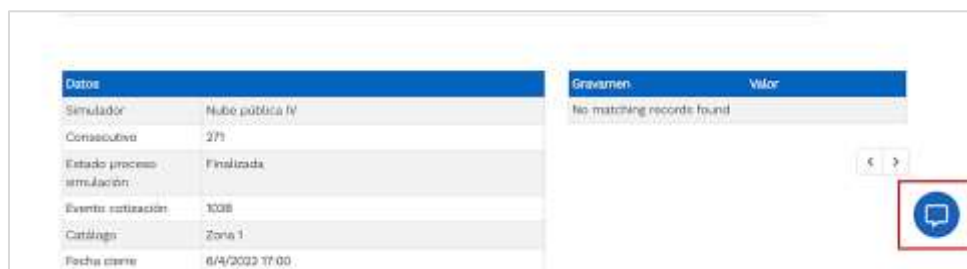 Datos
Simulador Nube pública IV
Consecutivo 271
Estado proceso Finalizada
simulación
Evento cotización 1038
Catálogo Zona 1
Fecha cierre 6/4/2022 17:00
Gravamen Valor
No matching records found